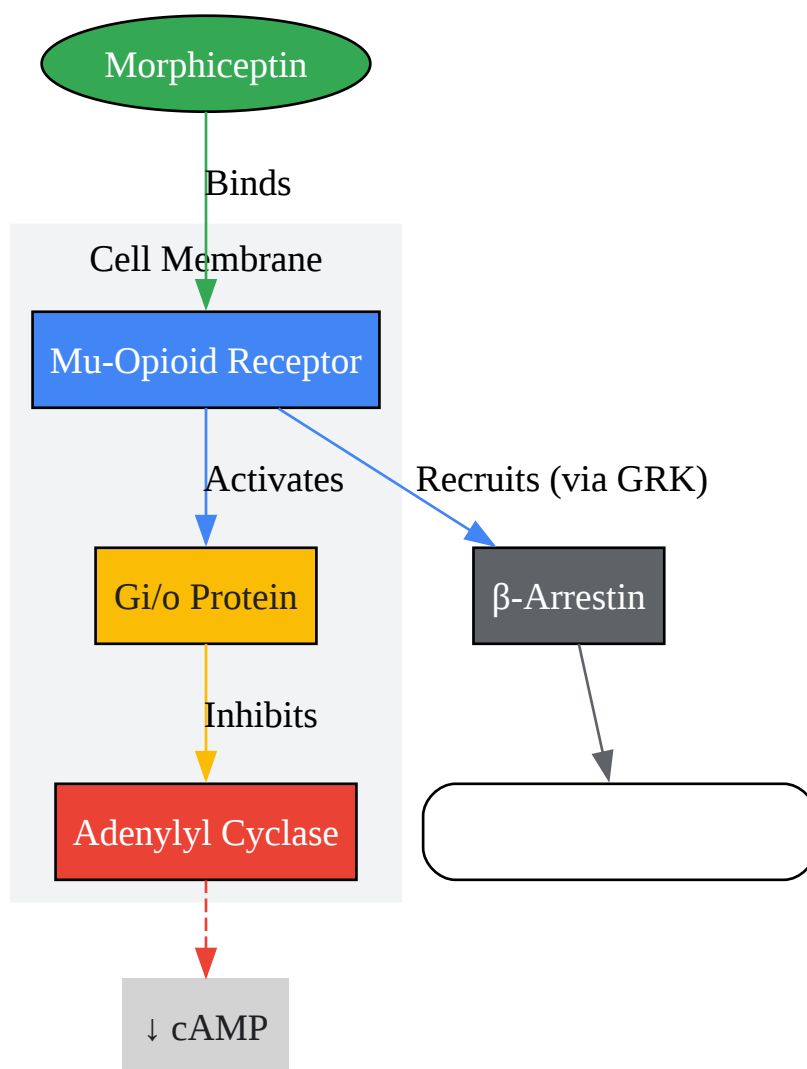 Morphiceptin
Binds
Cell Membrane
Mu-Opioid Receptor
Activates
Recruits (via GRK)
Gi/o Protein
β-Arrestin
Inhibits
Adenylyl Cyclase
↓ cAMP